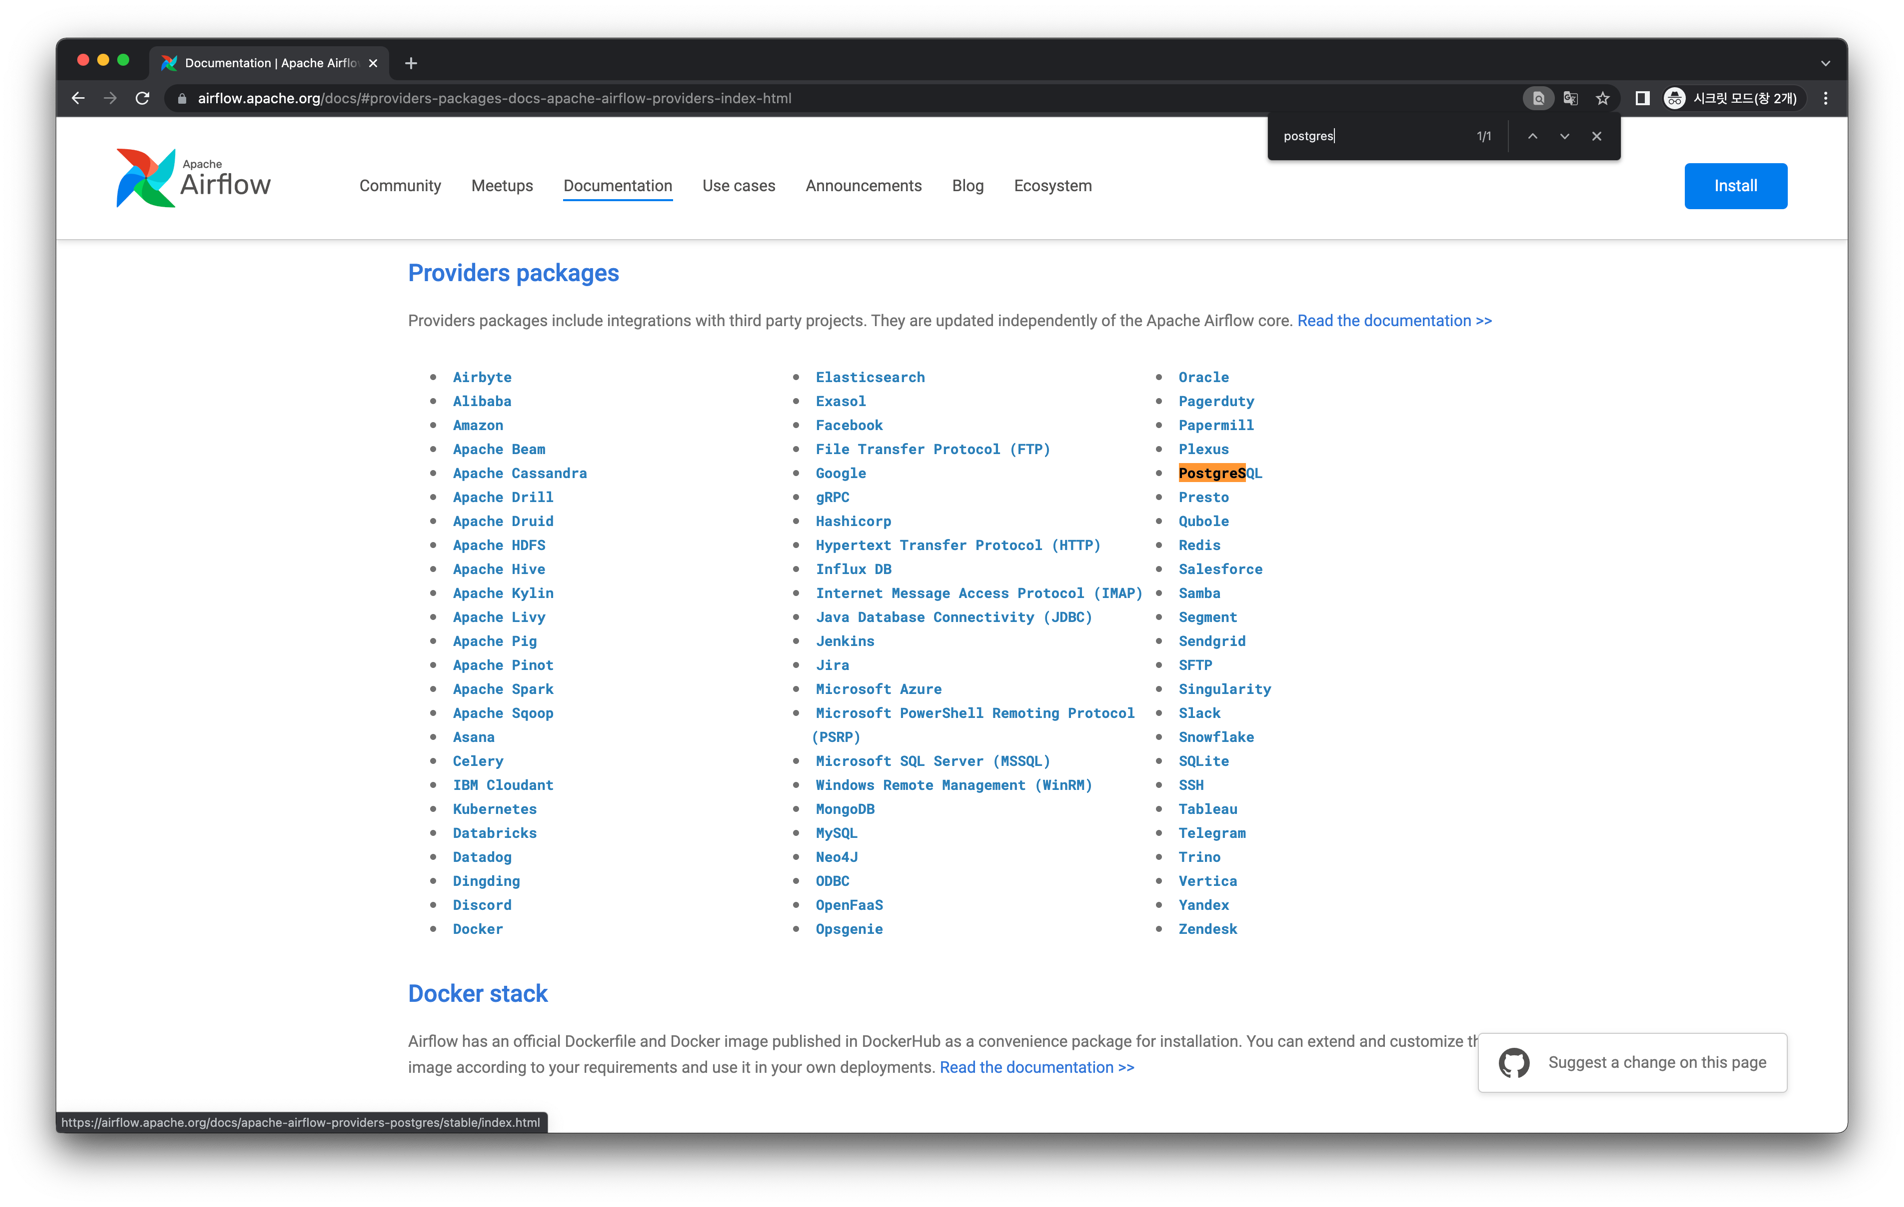 Documentation | Apache Airflo
airflow.apache.org/docs/#providers-packages-docs-apache-airflow-providers-index-html
시크릿 모드(창 2개)
postgres
1/1
Apache
Airflow
Community
Meetups
Documentation
Use cases
Announcements
Blog
Ecosystem
Install
Providers packages
Providers packages include integrations with third party projects. They are updated independently of the Apache Airflow core. Read the documentation >>
Airbyte
Alibaba
Amazon
Apache Beam
Apache Cassandra
Apache Drill
Apache Druid
Apache HDFS
Apache Hive
Apache Kylin
Apache Livy
Apache Pig
Apache Pinot
Apache Spark
Apache Sqoop
Asana
Celery
IBM Cloudant
Kubernetes
Databricks
Datadog
Dingding
Discord
Docker
Elasticsearch
Exasol
Facebook
File Transfer Protocol (FTP)
Google
gRPC
Hashicorp
Hypertext Transfer Protocol (HTTP)
Influx DB
Internet Message Access Protocol (IMAP)
Java Database Connectivity (JDBC)
Jenkins
Jira
Microsoft Azure
Microsoft PowerShell Remoting Protocol
(PSRP)
Microsoft SQL Server (MSSQL)
Windows Remote Management (WinRM)
MongoDB
MySQL
Neo4J
ODBC
OpenFaaS
Opsgenie
Oracle
Pagerduty
Papermill
Plexus
PostgreSQL
Presto
Qubole
Redis
Salesforce
Samba
Segment
Sendgrid
SFTP
Singularity
Slack
Snowflake
SQLite
SSH
Tableau
Telegram
Trino
Vertica
Yandex
Zendesk
Docker stack
Airflow has an official Dockerfile and Docker image published in DockerHub as a convenience package for installation. You can extend and customize th
image according to your requirements and use it in your own deployments. Read the documentation >>
Suggest a change on this page
https://airflow.apache.org/docs/apache-airflow-providers-postgres/stable/index.html